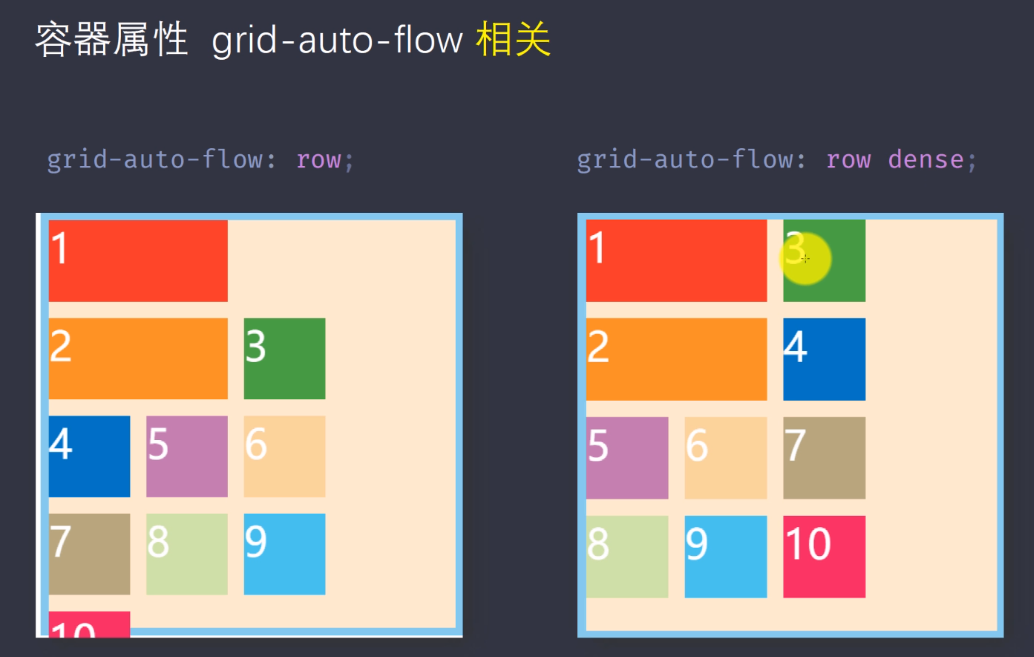 容器属性 grid-auto-flow 相关
grid-auto-flow: row;
1
2 3
4 5 6
7 8 9
10
grid-auto-flow: row dense;
1 3
2 4
5 6 7
8 9 10